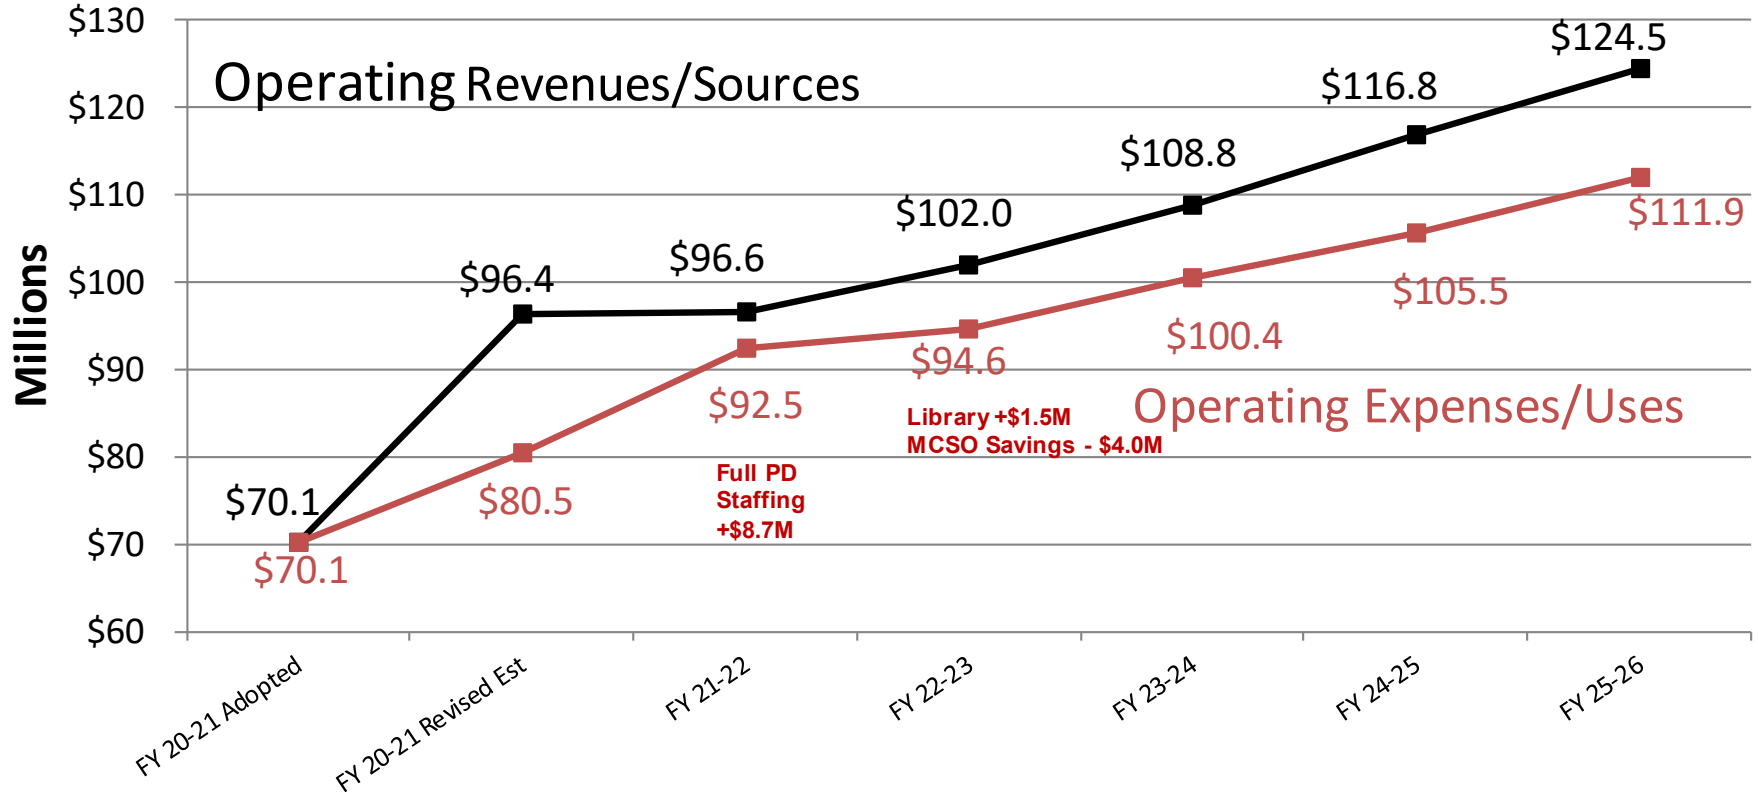 $130
$120
$110
$100
$90
$80
$70
$60
Millions
Operating Revenues/Sources
$70.1
$96.4
$96.6
$102.0
$108.8
$116.8
$124.5
$70.1
$80.5
$92.5
$94.6
$100.4
$105.5
$111.9
Operating Expenses/Uses
Full PD
Staffing
+$8.7M
Library +$1.5M
MCSO Savings - $4.0M
FY 20-21 Adopted
FY 20-21 Revised Est
FY 21-22
FY 22-23
FY 23-24
FY 24-25
FY 25-26